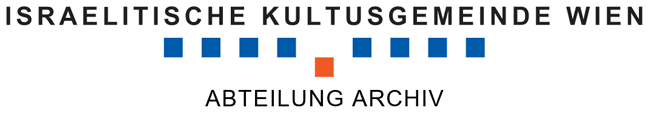 ISRAELITISCHE KULTUSGEMEINDE WIEN
ABTEILUNG ARCHIV